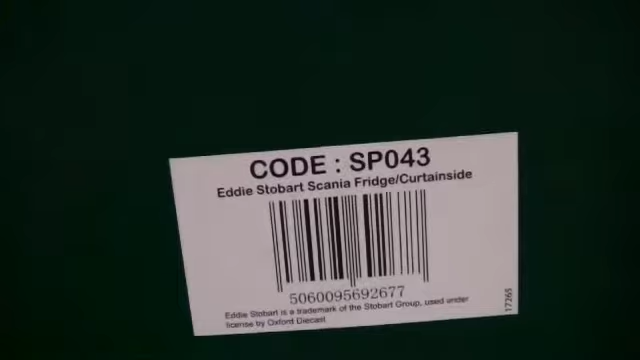 CODE : SP043
Eddie Stobart Scania Fridge/Curtainside
5060095692677
Eddie Stobart is a trademark of the Stobart Group, used under
license by Oxford Diecast
17265